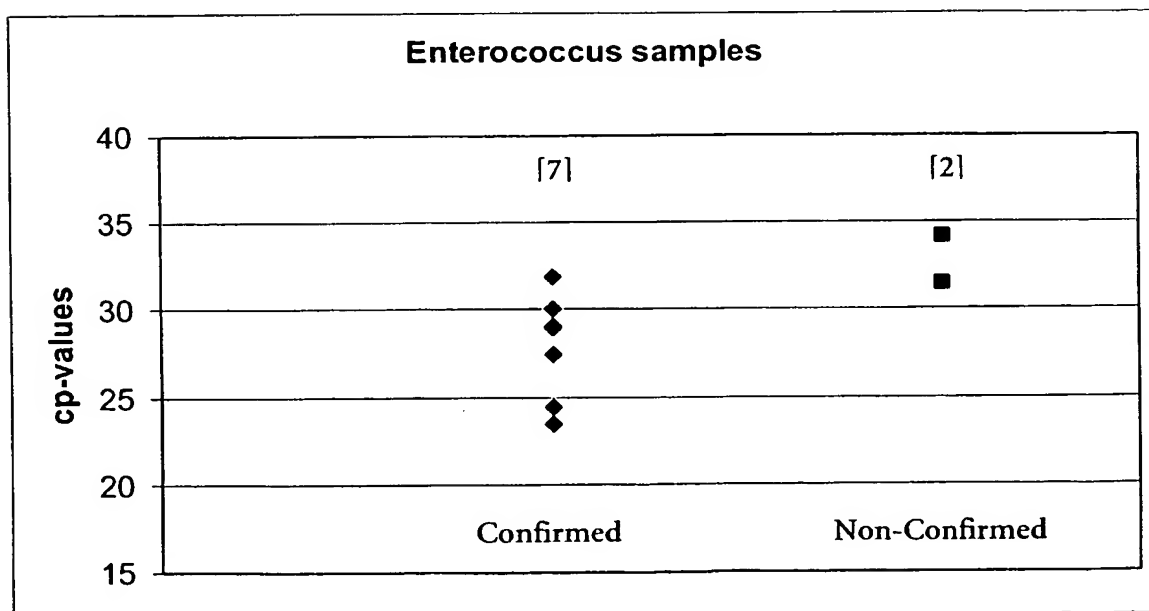 Enterococcus samples
40
[7]
[2]
35
30
25
20
Confirmed
Non-Confirmed
15
cp-values